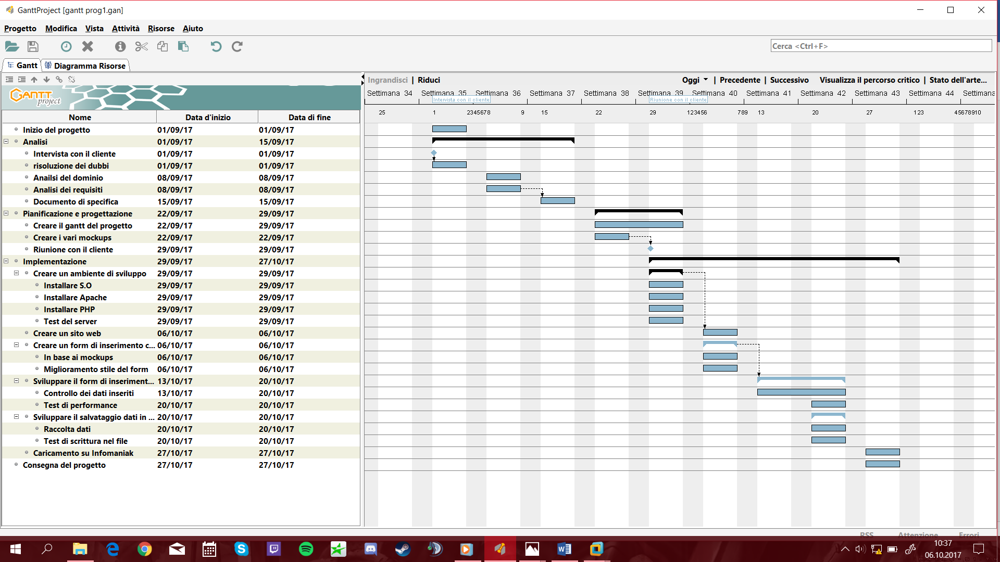 GanttProject [gantt prog1.gan]
Progetto Modifica Vista Attività Risorse Aiuto
Cerca <Ctrl+F>
Gantt Diagramma Risorse
Ingrandisci | Riduci Oggi | Precedente | Successivo Visualizza il percorso critico | Stato dell'arte...
GANTT project
Settimana 34 Settimana 35 Settimana 36 Settimana 37 Settimana 38 Settimana 39 Settimana 40 Settimana 41 Settimana 42 Settimana 43 Settimana 44 Settimana
Intervista con il cliente Riunione con il cliente
25 1 2345678 9 15 22 29 123456 789 13 20 27 123 45678910
Nome Data d'inizio Data di fine
Inizio del progetto 01/09/17 01/09/17
Analisi 01/09/17 15/09/17
Intervista con il cliente 01/09/17 01/09/17
risoluzione dei dubbi 01/09/17 01/09/17
Anailsi del dominio 08/09/17 08/09/17
Analisi dei requisiti 08/09/17 08/09/17
Documento di specifica 15/09/17 15/09/17
Pianificazione e progettazione 22/09/17 29/09/17
Creare il gantt del progetto 22/09/17 29/09/17
Creare i vari mockups 22/09/17 22/09/17
Riunione con il cliente 29/09/17 29/09/17
Implementazione 29/09/17 27/10/17
Creare un ambiente di sviluppo 29/09/17 29/09/17
Installare S.O 29/09/17 29/09/17
Installare Apache 29/09/17 29/09/17
Installare PHP 29/09/17 29/09/17
Test del server 29/09/17 29/09/17
Creare un sito web 06/10/17 06/10/17
Creare un form di inserimento c... 06/10/17 06/10/17
In base ai mockups 06/10/17 06/10/17
Miglioramento stile del form 06/10/17 06/10/17
Sviluppare il form di inseriment... 13/10/17 20/10/17
Controllo dei dati inseriti 13/10/17 20/10/17
Test di performance 20/10/17 20/10/17
Sviluppare il salvataggio dati in ... 20/10/17 20/10/17
Raccolta dati 20/10/17 20/10/17
Test di scrittura nel file 20/10/17 20/10/17
Caricamento su Infomaniak 27/10/17 27/10/17
Consegna del progetto 27/10/17 27/10/17
RSS Attenzione Errori
10:37
06.10.2017